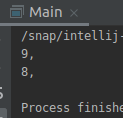 Main ×
/snap/intellij-
9,
8,
Process finishe